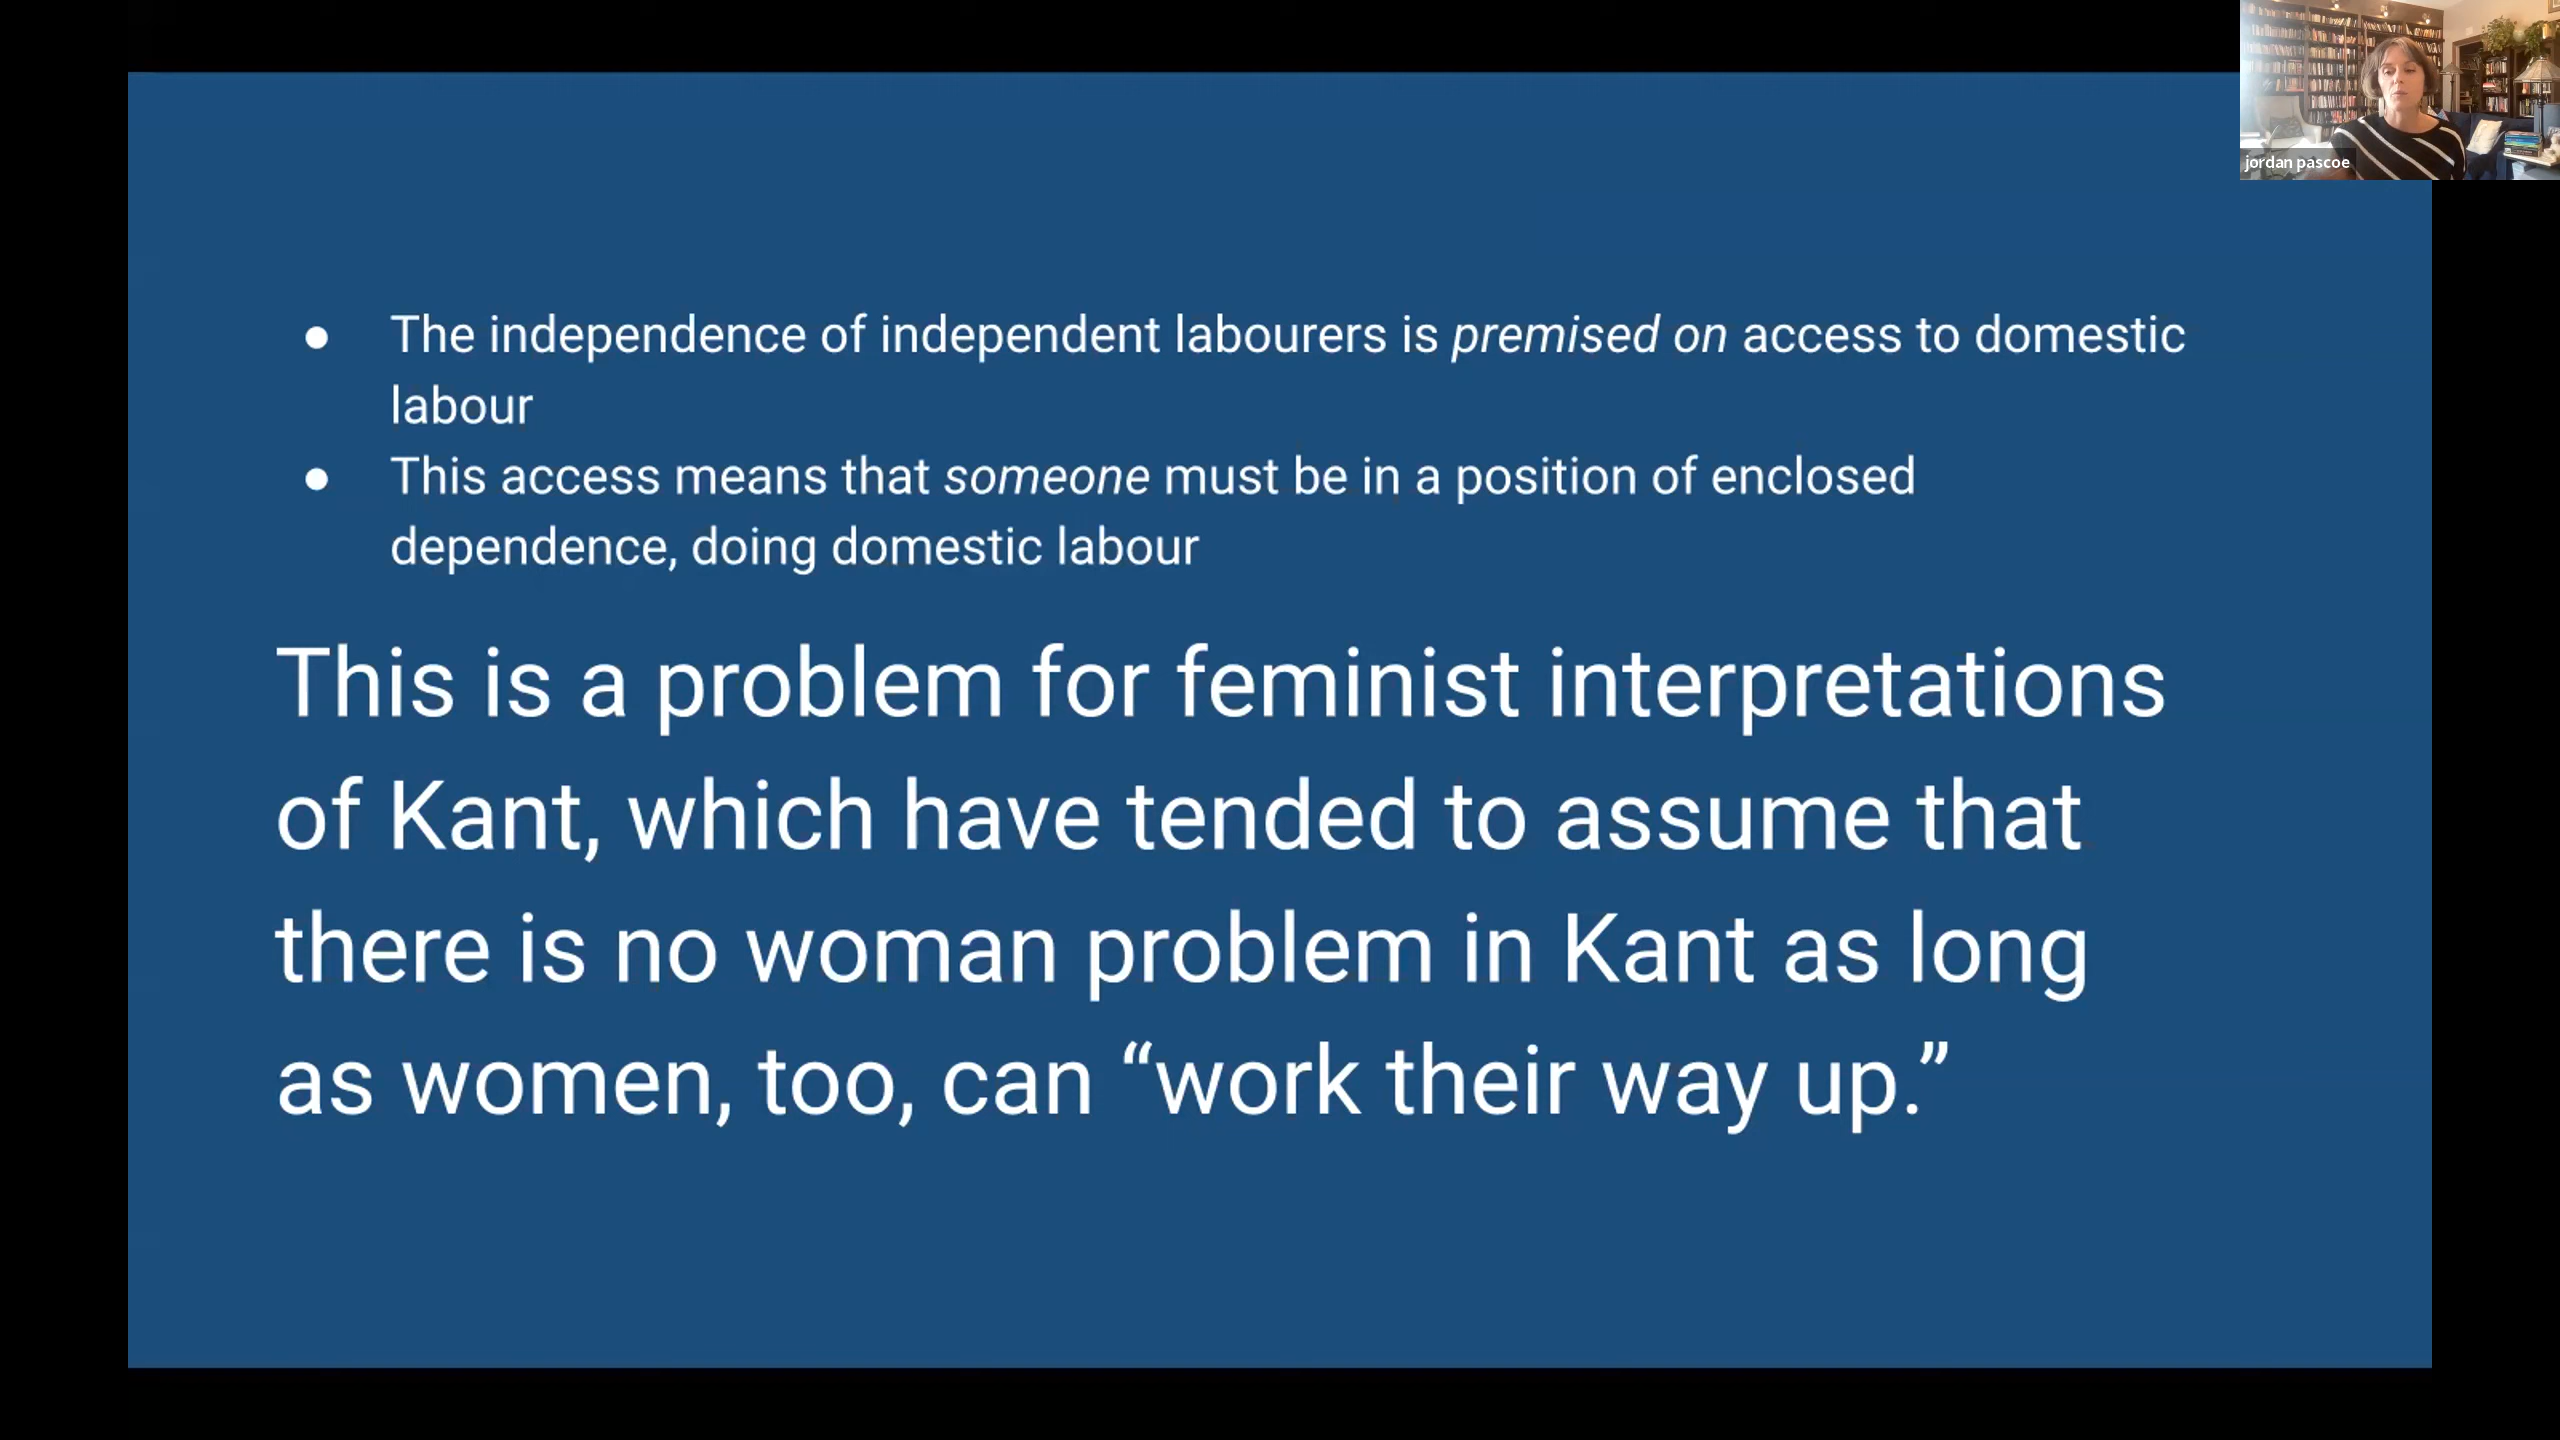 jordan pascoe
● The independence of independent labourers is premised on access to domestic
labour
● This access means that someone must be in a position of enclosed
dependence, doing domestic labour
This is a problem for feminist interpretations
of Kant, which have tended to assume that
there is no woman problem in Kant as long
as women, too, can “work their way up.”